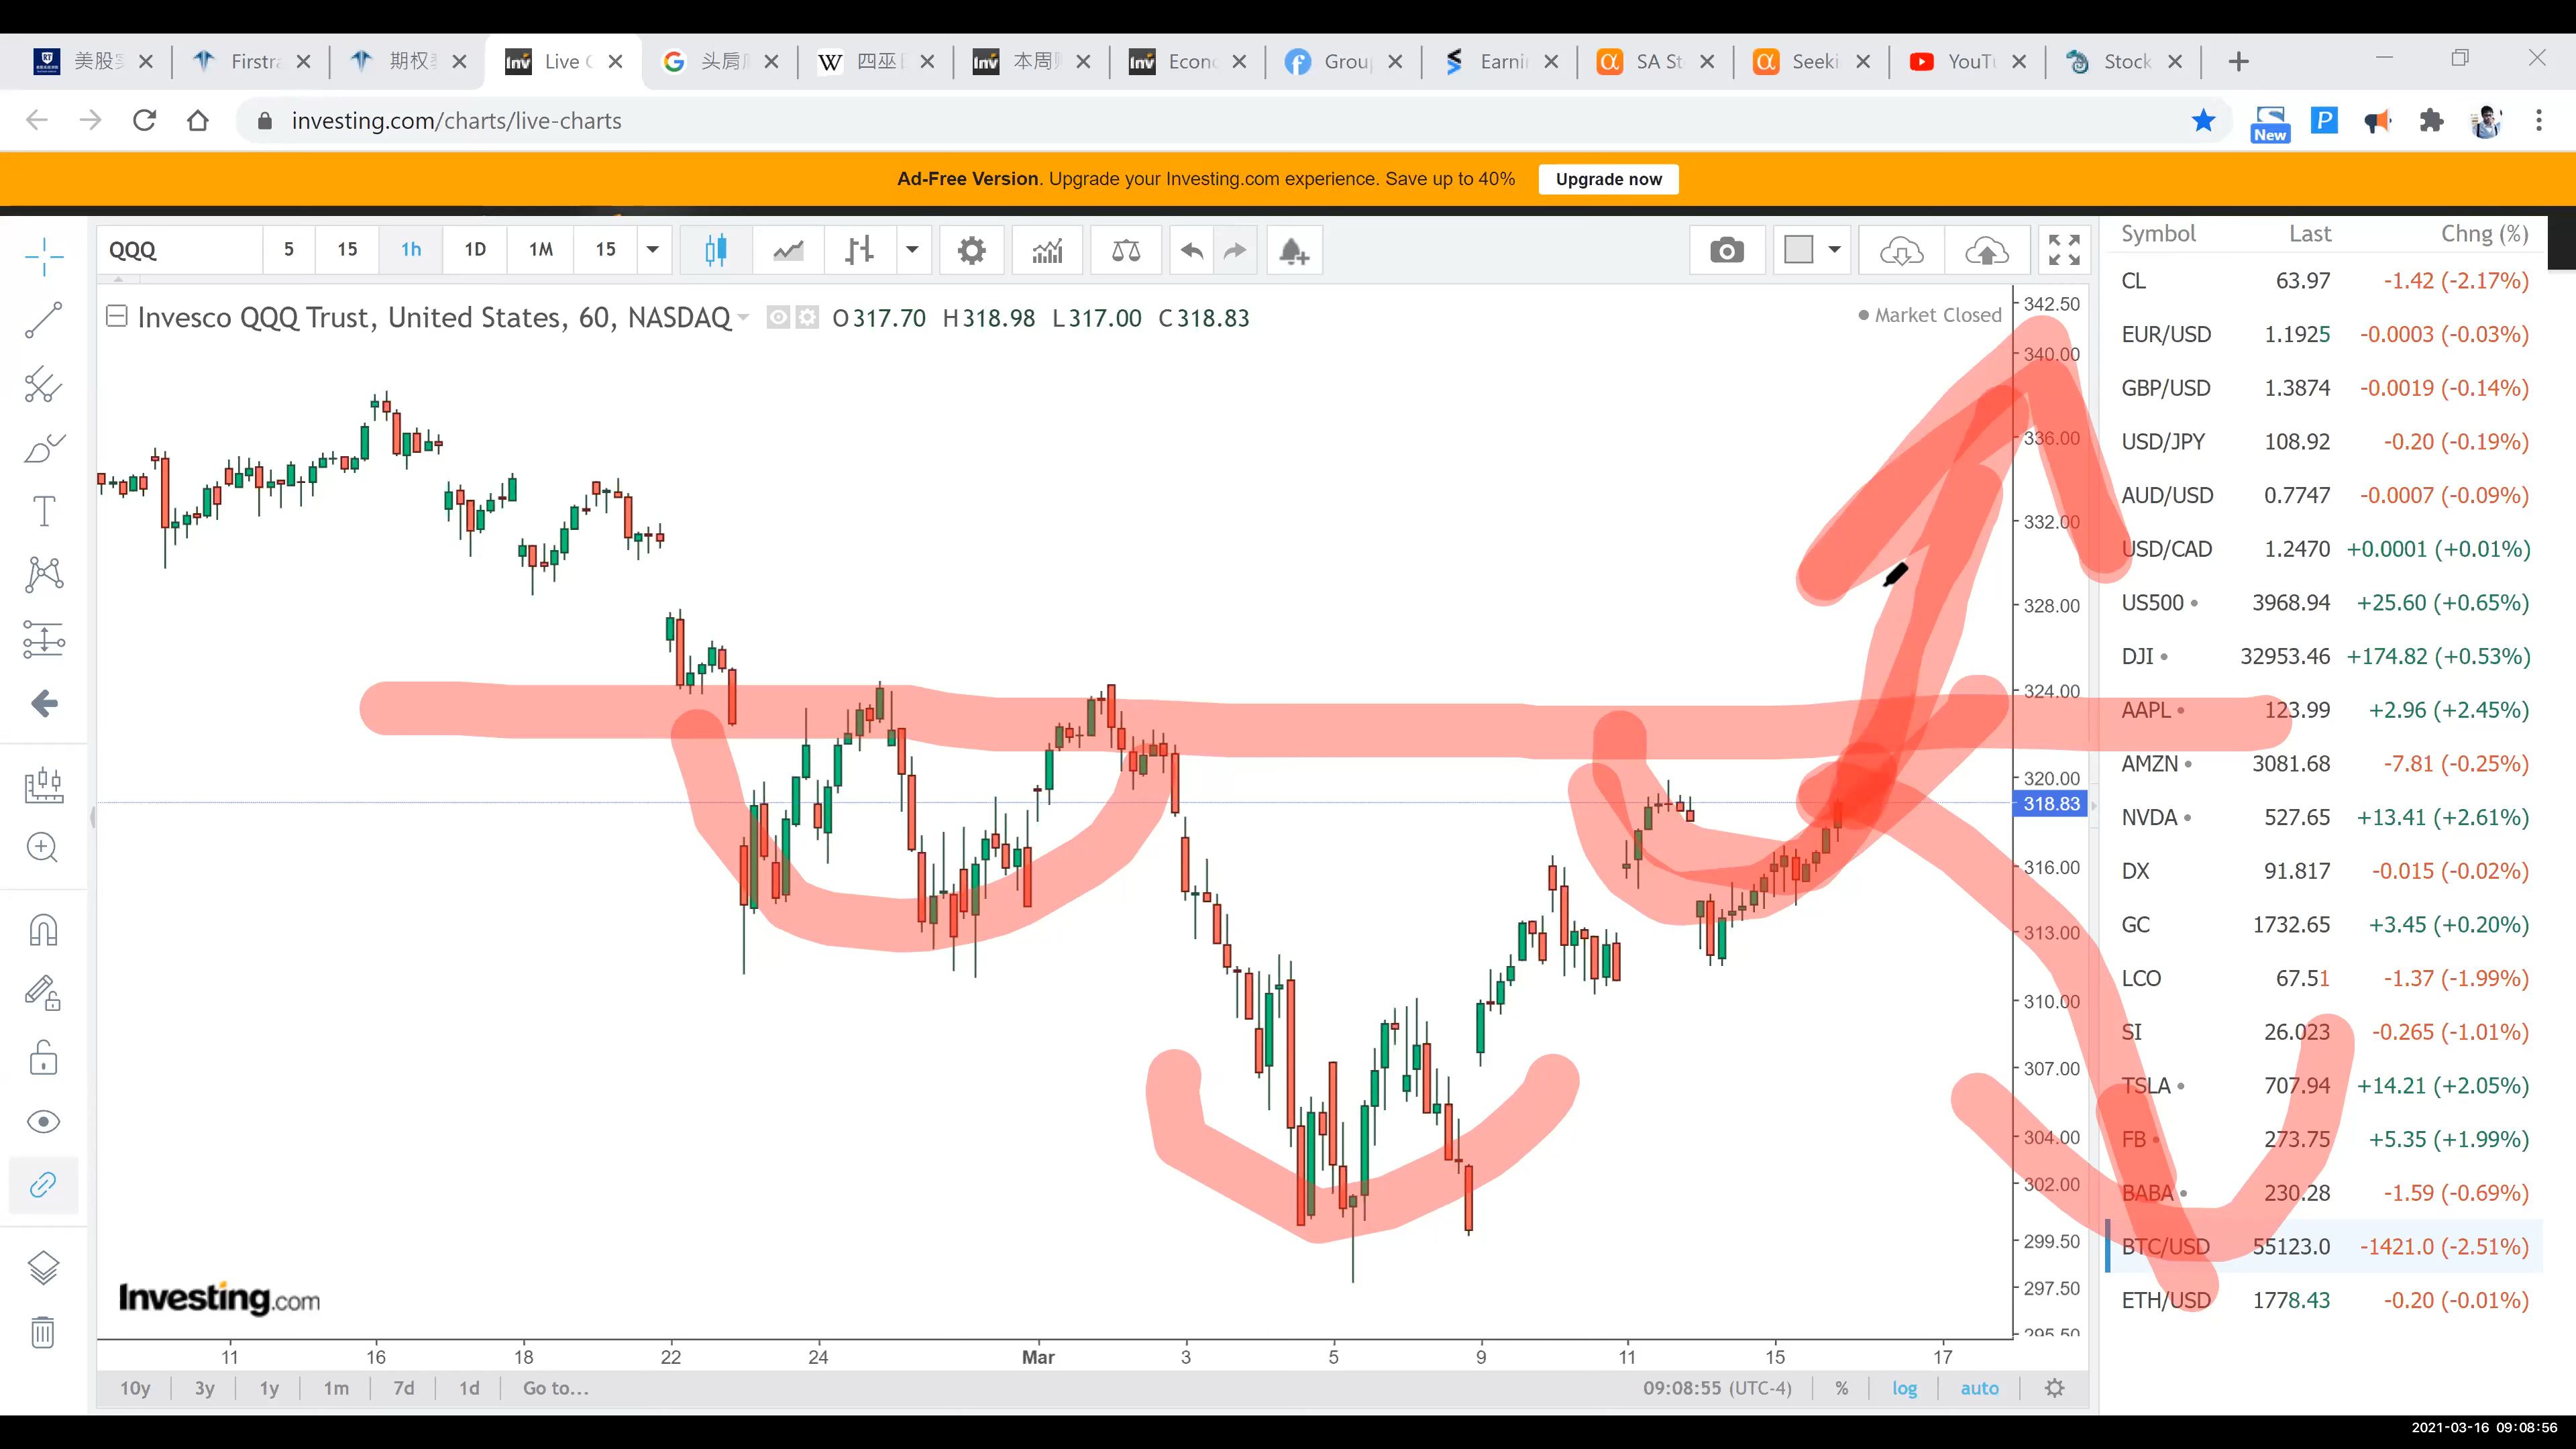 美股 Firstra 期权 Live 头肩 W 四巫 本周 Econ Grou Earnin SA St Seeki YouTu Stock
investing.com/charts/live-charts
New
P
Ad-Free Version. Upgrade your Investing.com experience. Save up to 40% Upgrade now
QQQ 5 15 1h 1D 1M 15
Invesco QQQ Trust, United States, 60, NASDAQ O317.70 H318.98 L317.00 C318.83
Market Closed
342.50
340.00
336.00
332.00
328.00
324.00
320.00
318.83
316.00
313.00
310.00
307.00
304.00
302.00
299.50
297.50
295.50
Symbol Last Chng (%)
CL 63.97 -1.42 (-2.17%)
EUR/USD 1.1925 -0.0003 (-0.03%)
GBP/USD 1.3874 -0.0019 (-0.14%)
USD/JPY 108.92 -0.20 (-0.19%)
AUD/USD 0.7747 -0.0007 (-0.09%)
USD/CAD 1.2470 +0.0001 (+0.01%)
US500 3968.94 +25.60 (+0.65%)
DJI 32953.46 +174.82 (+0.53%)
AAPL 123.99 +2.96 (+2.45%)
AMZN 3081.68 -7.81 (-0.25%)
NVDA 527.65 +13.41 (+2.61%)
DX 91.817 -0.015 (-0.02%)
GC 1732.65 +3.45 (+0.20%)
LCO 67.51 -1.37 (-1.99%)
SI 26.023 -0.265 (-1.01%)
TSLA 707.94 +14.21 (+2.05%)
FB 273.75 +5.35 (+1.99%)
BABA 230.28 -1.59 (-0.69%)
BTC/USD 55123.0 -1421.0 (-2.51%)
ETH/USD 1778.43 -0.20 (-0.01%)
Investing.com
11 16 18 22 24 Mar 3 5 9 11 15 17
10y 3y 1y 1m 7d 1d Go to... 09:08:55 (UTC-4) % log auto
2021-03-16 09:08:56